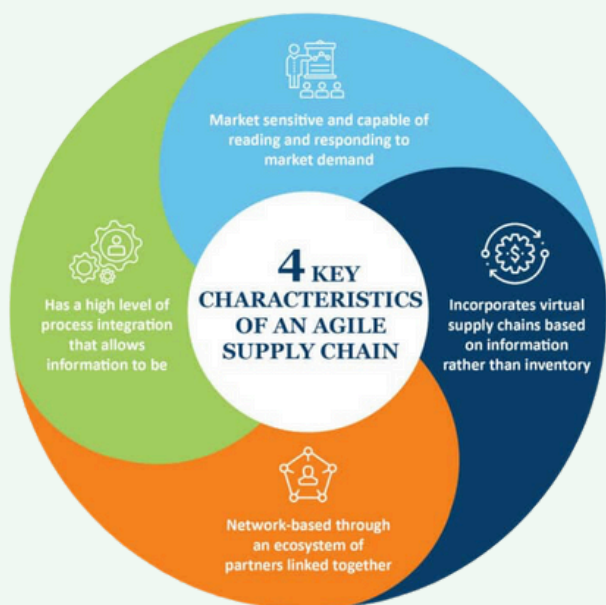 4 KEY
CHARACTERISTICS
OF AN AGILE
SUPPLY CHAIN
Market sensitive and capable of
reading and responding to
market demand
$
Incorporates virtual
supply chains based
on information
rather than inventory
Network-based through
an ecosystem of
partners linked together
Has a high level of
process integration
that allows
information to be